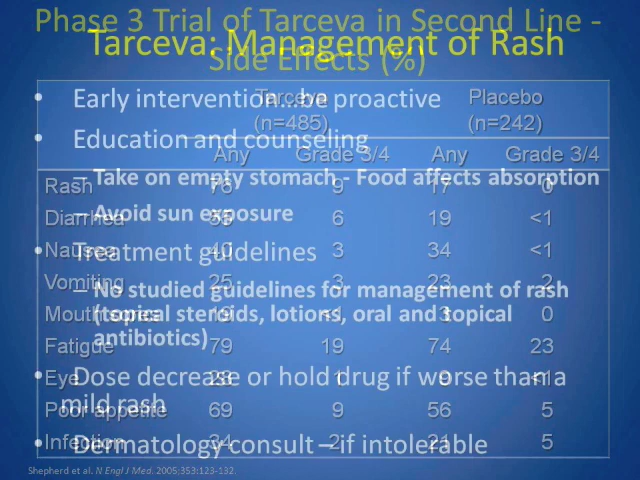 Phase 3 Trial of Tarceva in Second Line -
Side Effects (%)
Tarceva: Management of Rash
• Early intervention…be proactive
• Education and counseling
– Take on empty stomach - Food affects absorption
– Avoid sun exposure
• Treatment guidelines
– No studied guidelines for management of rash
(topical steroids, lotions, oral and topical
antibiotics)
• Dose decrease or hold drug if worse than a
mild rash
• Dermatology consult – if intolerable
Tarceva Placebo
(n=485) (n=242)
Any Grade 3/4 Any Grade 3/4
Rash 9 17 0
Diarrhea 6 19 <1
Nausea 40 3 34 <1
Vomiting 25 3 23 2
Mouth 0
Fatigue 79 19 74 23
Eye 28 1 9 <1
Poor appetite 69 9 56 5
Infection 34 2 21 5
Shepherd et al. N Engl J Med. 2005;353:123-132.